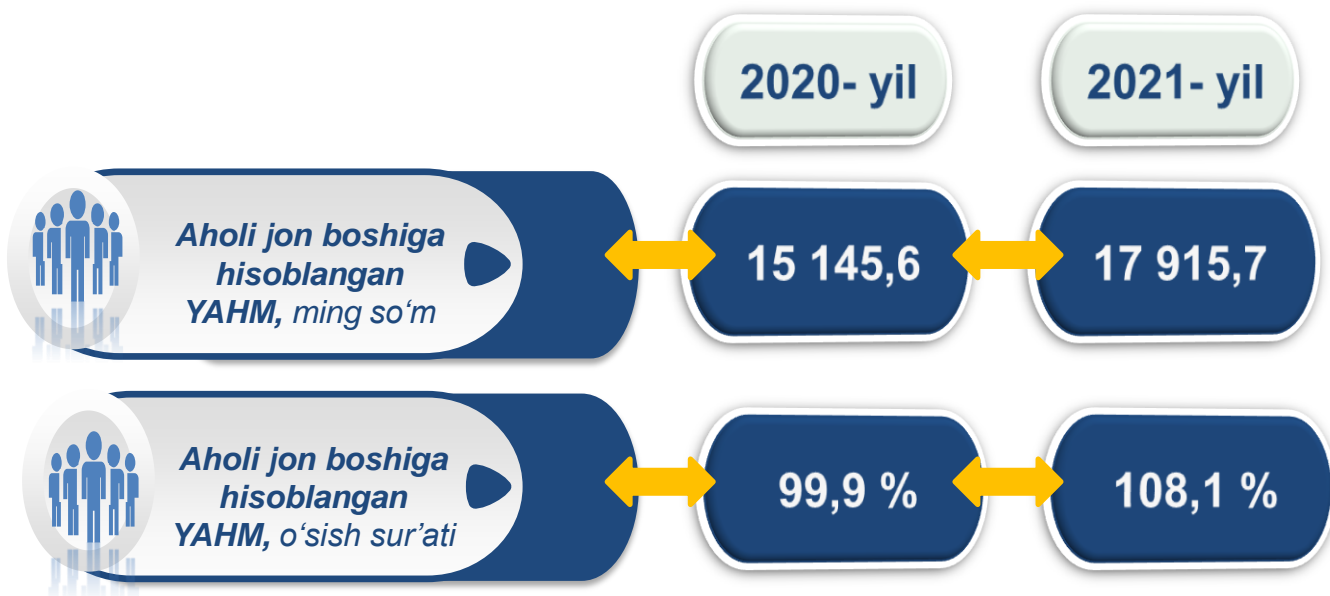 2020- yil
2021- yil
Aholi jon boshiga
hisoblangan
YAHM, ming so‘m
15 145,6
17 915,7
Aholi jon boshiga
hisoblangan
YAHM, o‘sish sur’ati
99,9 %
108,1 %